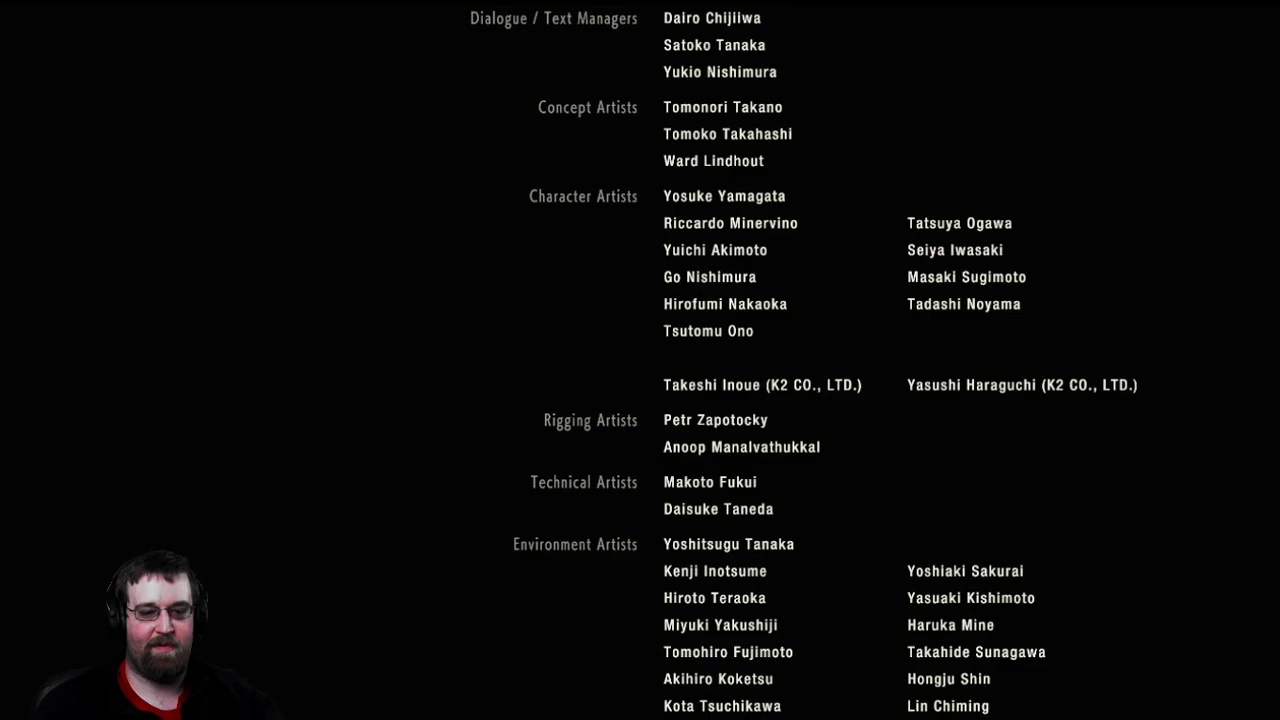 Dialogue / Text Managers Dairo Chijiiwa
Satoko Tanaka
Yukio Nishimura
Concept Artists Tomonori Takano
Tomoko Takahashi
Ward Lindhout
Character Artists Yosuke Yamagata
Riccardo Minervino Tatsuya Ogawa
Yuichi Akimoto Seiya Iwasaki
Go Nishimura Masaki Sugimoto
Hirofumi Nakaoka Tadashi Noyama
Tsutomu Ono
Takeshi Inoue (K2 CO., LTD.) Yasushi Haraguchi (K2 CO., LTD.)
Rigging Artists Petr Zapotocky
Anoop Manalvathukkal
Technical Artists Makoto Fukui
Daisuke Taneda
Environment Artists Yoshitsugu Tanaka
Kenji Inotsume Yoshiaki Sakurai
Hiroto Teraoka Yasuaki Kishimoto
Miyuki Yakushiji Haruka Mine
Tomohiro Fujimoto Takahide Sunagawa
Akihiro Koketsu Hongju Shin
Kota Tsuchikawa Lin Chiming